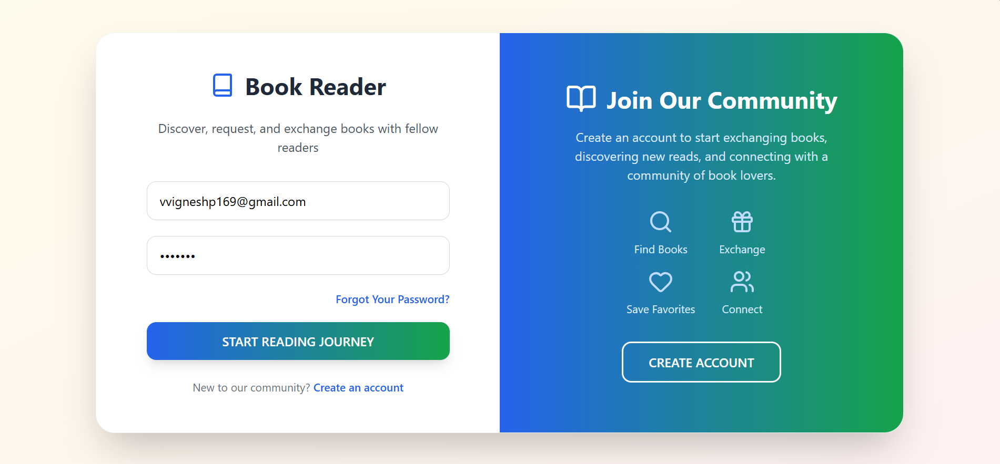 Book Reader
Discover, request, and exchange books with fellow
readers
vvigneshp169@gmail.com
•••••••
Forgot Your Password?
START READING JOURNEY
New to our community? Create an account
Join Our Community
Create an account to start exchanging books,
discovering new reads, and connecting with a
community of book lovers.
Find Books
Exchange
Save Favorites
Connect
CREATE ACCOUNT